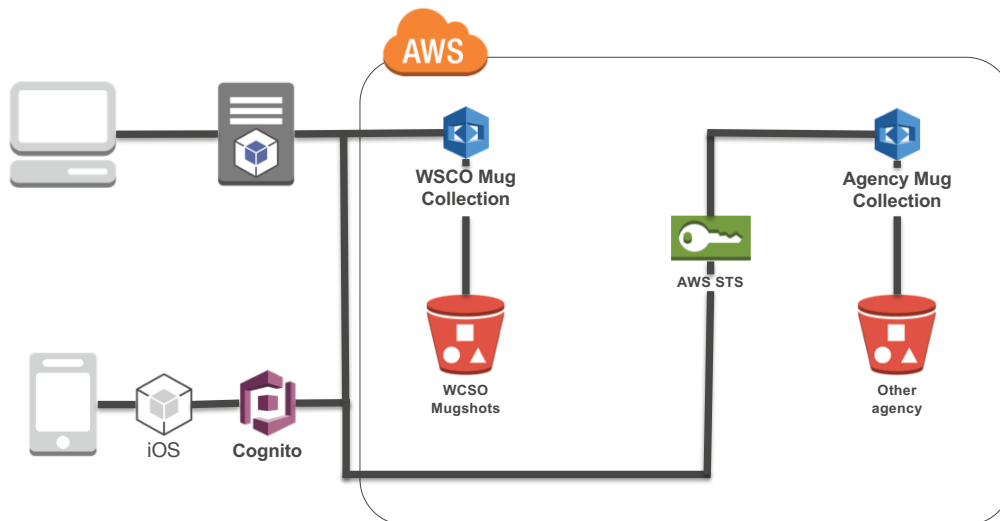 AWS
WSCO Mug
Collection
Agency Mug
Collection
AWS STS
WCSO
Mugshots
Other
agency
iOS
Cognito